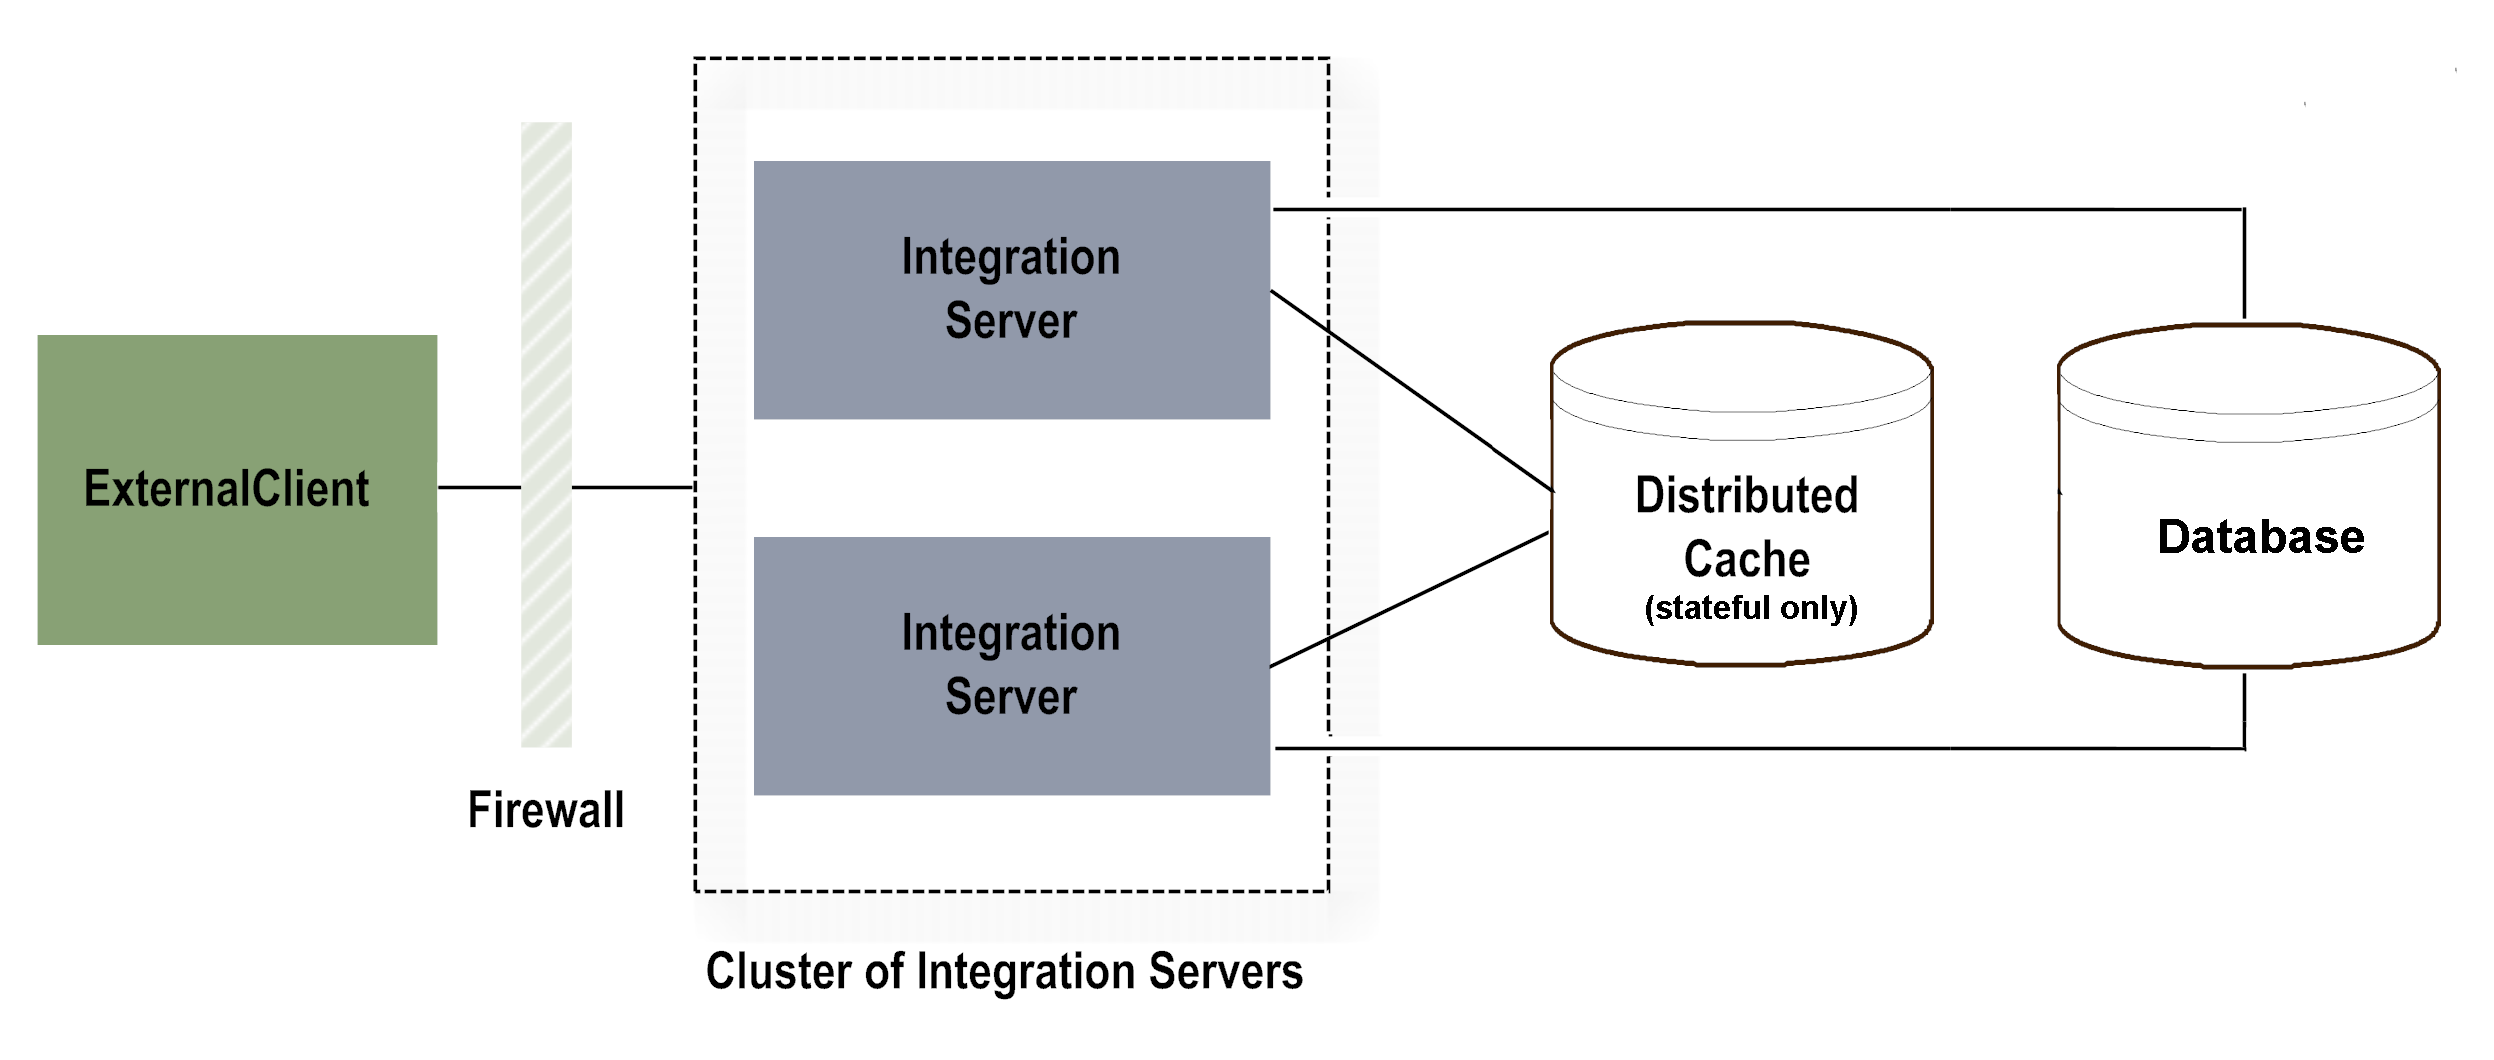 ExternalClient
Firewall
Integration
Server
Integration
Server
Cluster of Integration Servers
Distributed
Cache
(stateful only)
Database